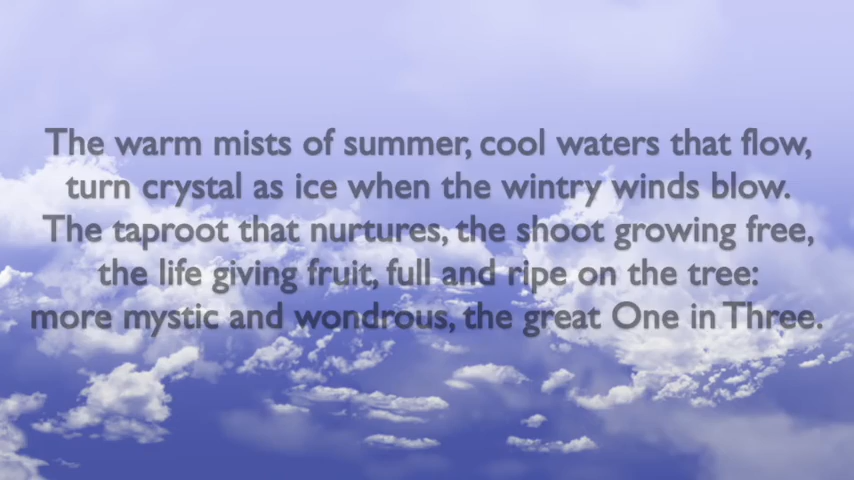 The warm mists of summer, cool waters that flow,
turn crystal as ice when the wintry winds blow.
The taproot that nurtures, the shoot growing free,
the life giving fruit, full and ripe on the tree:
more mystic and wondrous, the great One in Three.